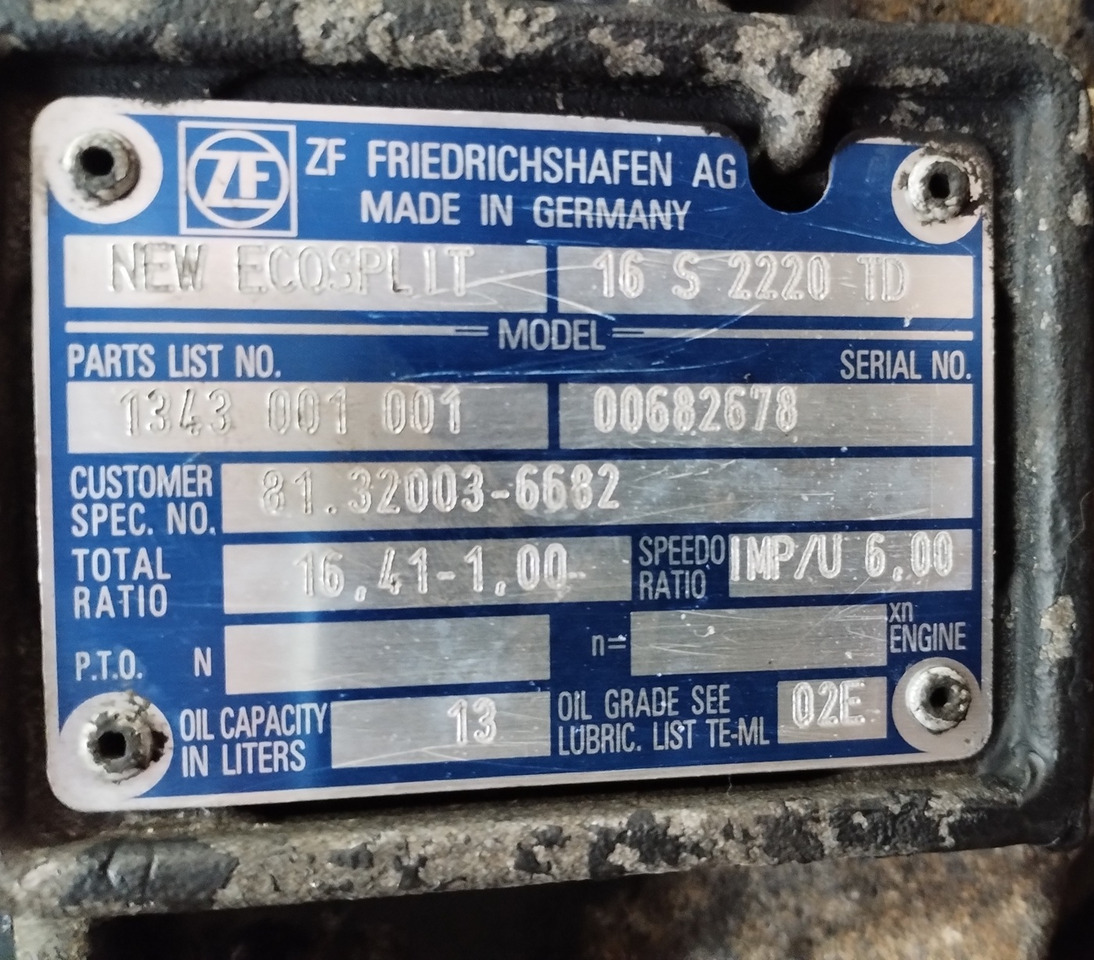 ZF
ZF FRIEDRICHSHAFEN AG
MADE IN GERMANY
NEW ECOSPLIT 16 S 2220 TD
MODEL
PARTS LIST NO. SERIAL NO.
1343 001 001 00682678
CUSTOMER SPEC. NO. 81.32003-6682
TOTAL RATIO 16,41-1,00 SPEEDO RATIO IMP/U 6,00
P.T.O. N n= xn ENGINE
OIL CAPACITY IN LITERS 13 OIL GRADE SEE LUBRIC. LIST TE-ML 02E